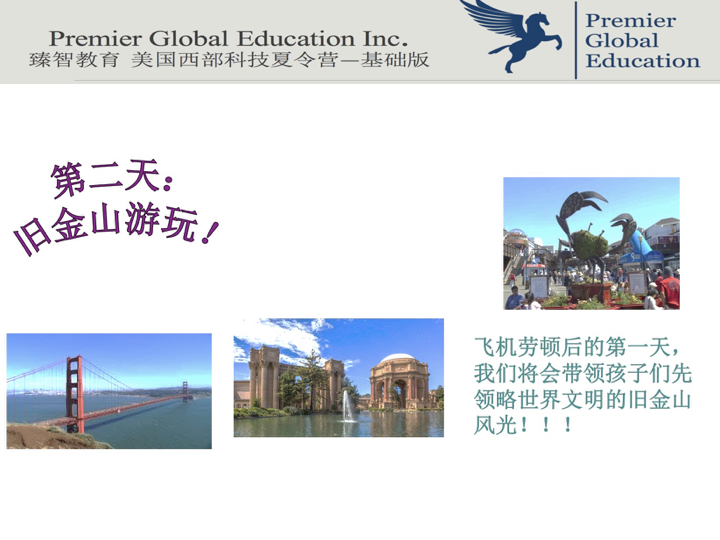 Premier Global Education Inc.
臻智教育 美国西部科技夏令营—基础版
Premier
Global
Education
第二天：
旧金山游玩！
飞机劳顿后的第一天，
我们将会带领孩子们先
领略世界文明的旧金山
风光！！！